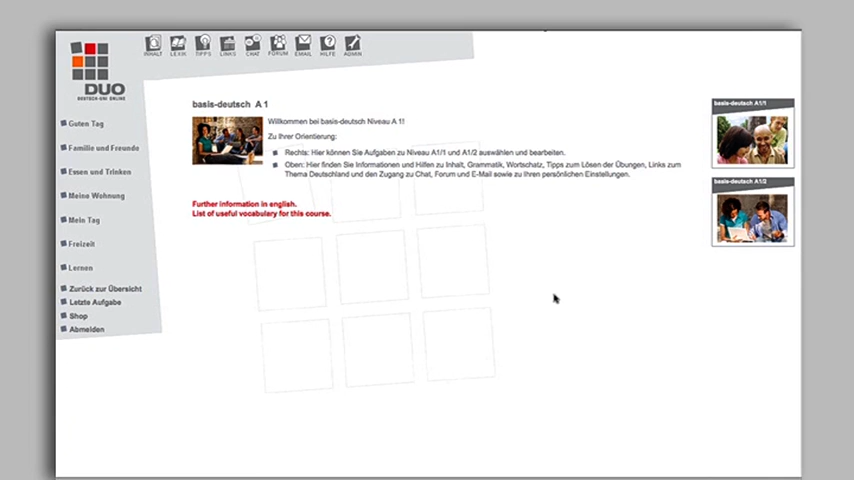 INHALT LEXIK TIPPS LINKS CHAT FORUM EMAIL HILFE ADMIN
DUO
DEUTSCH-UNI ONLINE
Guten Tag
Familie und Freunde
Essen und Trinken
Meine Wohnung
Mein Tag
Freizeit
Lernen
Zurück zur Übersicht
Letzte Aufgabe
Shop
Abmelden
basis-deutsch A 1
Willkommen bei basis-deutsch Niveau A 1!
Zu Ihrer Orientierung:
Rechts: Hier können Sie Aufgaben zu Niveau A1/1 und A1/2 auswählen und bearbeiten.
Oben: Hier finden Sie Informationen und Hilfen zu Inhalt, Grammatik, Wortschatz, Tipps zum Lösen der Übungen, Links zum
Thema Deutschland und den Zugang zu Chat, Forum und E-Mail sowie zu Ihren persönlichen Einstellungen.
Further information in english.
List of useful vocabulary for this course.
basis-deutsch A1/1
basis-deutsch A1/2